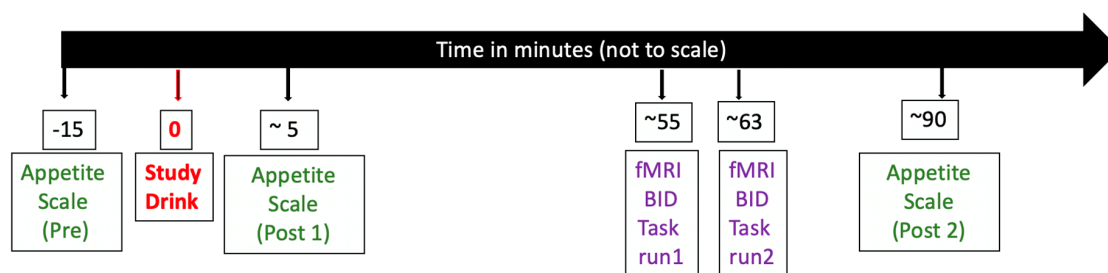 Time in minutes (not to scale)
-15
0
~ 5
~55
~63
~90
Appetite
Scale
(Pre)
Study
Drink
Appetite
Scale
(Post 1)
fMRI
BID
Task
run1
fMRI
BID
Task
run2
Appetite
Scale
(Post 2)